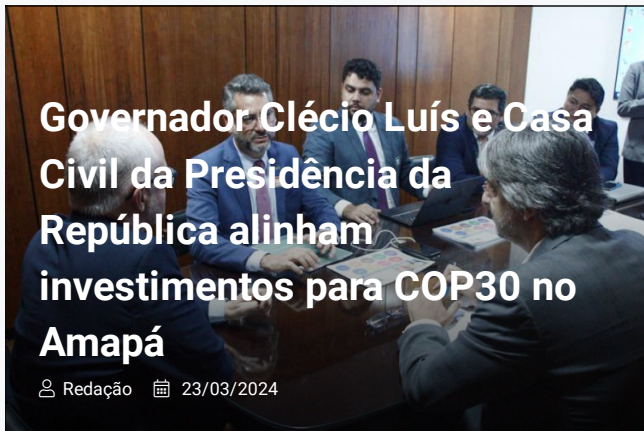 Governador Clécio Luís e Casa
Civil da Presidência da
República alinham
investimentos para COP30 no
Amapá
Redação 23/03/2024